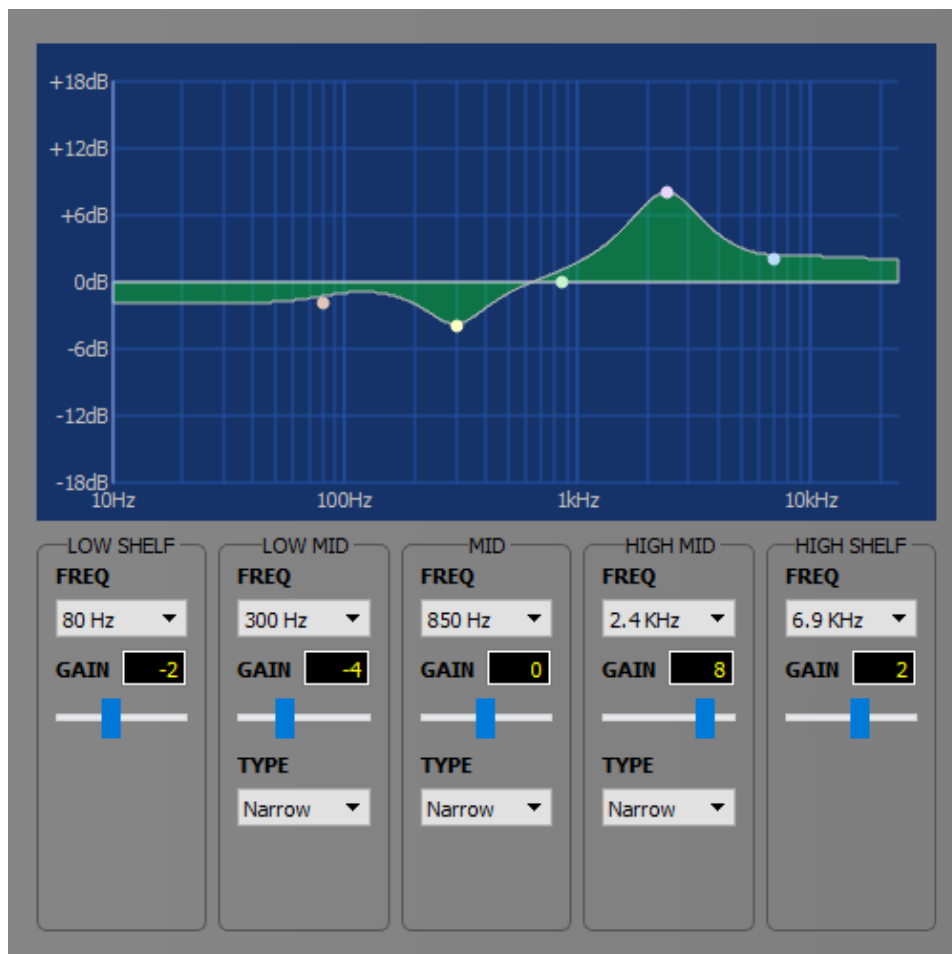 +18dB
+12dB
+6dB
0dB
-6dB
-12dB
-18dB
10Hz 100Hz 1kHz 10kHz
LOW SHELF LOW MID MID HIGH MID HIGH SHELF
FREQ FREQ FREQ FREQ FREQ
80 Hz 300 Hz 850 Hz 2.4 KHz 6.9 KHz
GAIN -2 GAIN -4 GAIN 0 GAIN 8 GAIN 2
TYPE TYPE TYPE
Narrow Narrow Narrow